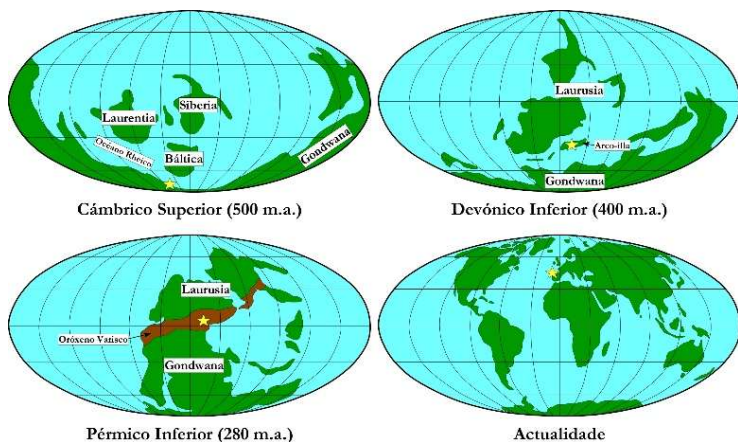 Laurentia
Siberia
Océano Rheico
Báltica
Gondwana
Cámbrico Superior (500 m.a.)
Laurusia
Arco-illa
Gondwana
Devónico Inferior (400 m.a.)
Laurusia
Oróxeno Varisco
Gondwana
Pérmico Inferior (280 m.a.)
Actualidade